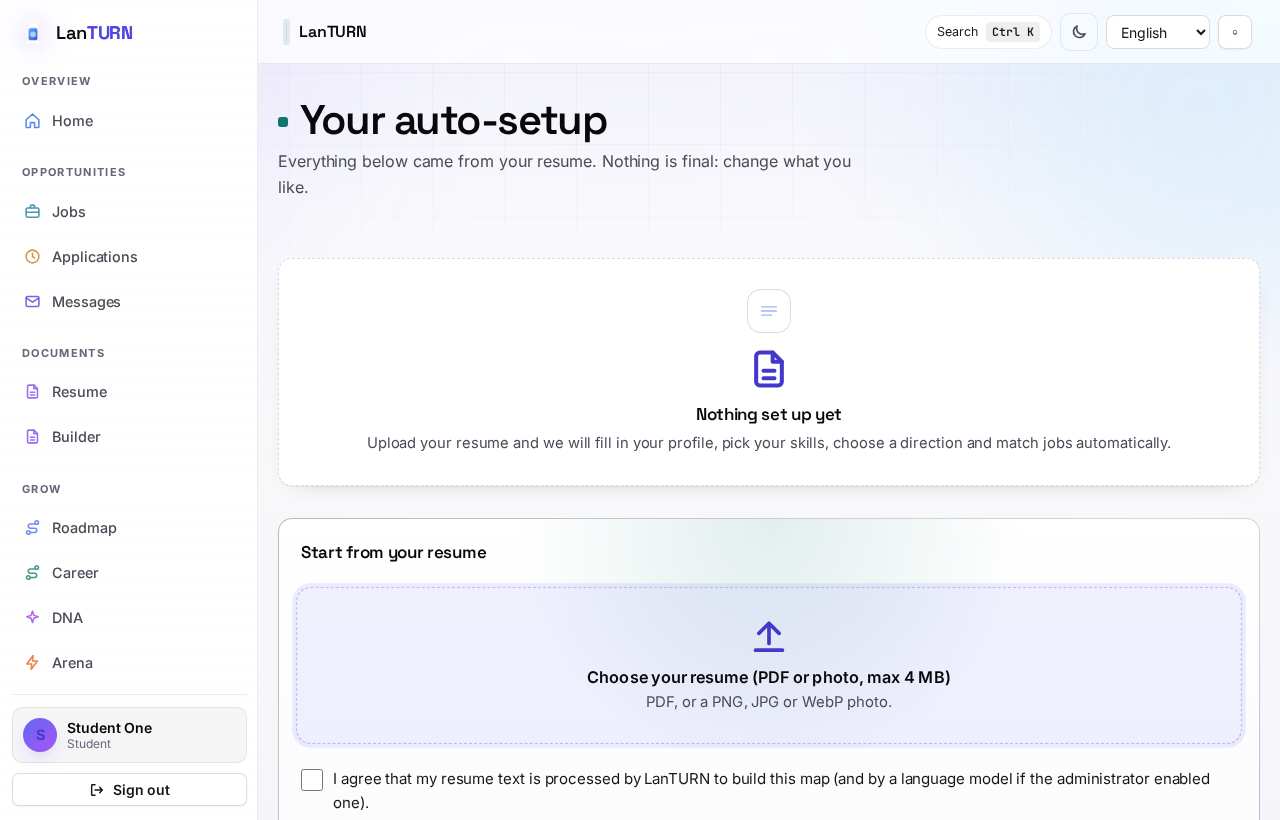 LanTURN
OVERVIEW
Home
OPPORTUNITIES
Jobs
Applications
Messages
DOCUMENTS
Resume
Builder
GROW
Roadmap
Career
DNA
Arena
S
Student One
Student
Sign out
LanTURN
Search Ctrl K
English
Your auto-setup
Everything below came from your resume. Nothing is final: change what you
like.
Nothing set up yet
Upload your resume and we will fill in your profile, pick your skills, choose a direction and match jobs automatically.
Start from your resume
Choose your resume (PDF or photo, max 4 MB)
PDF, or a PNG, JPG or WebP photo.
I agree that my resume text is processed by LanTURN to build this map (and by a language model if the administrator enabled
one).